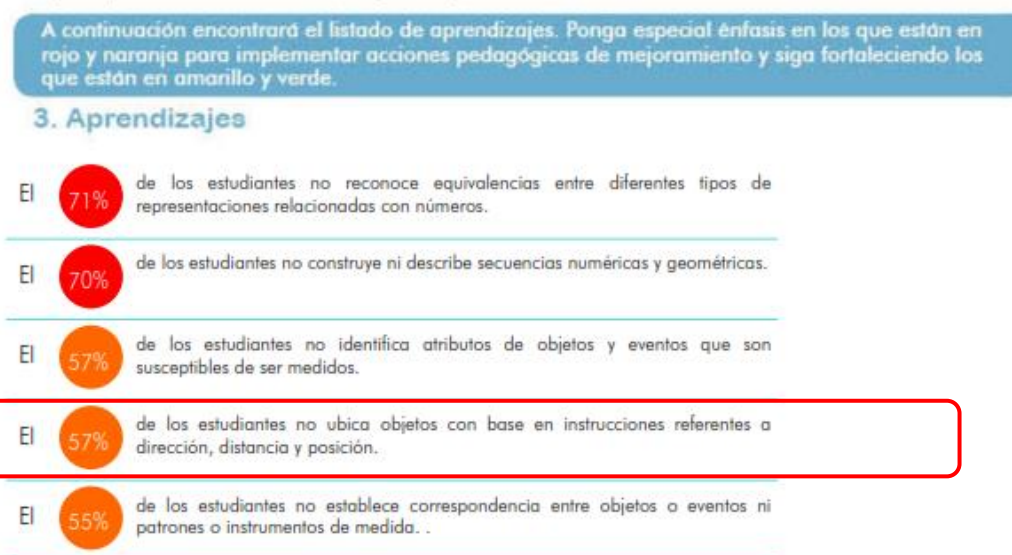 A continuación encontrará el listado de aprendizajes. Ponga especial énfasis en los que están en
rojo y naranja para implementar acciones pedagógicas de mejoramiento y siga fortaleciendo los
que están en amarillo y verde.
3. Aprendizajes
El 71% de los estudiantes no reconoce equivalencias entre diferentes tipos de
representaciones relacionadas con números.
El 70% de los estudiantes no construye ni describe secuencias numéricas y geométricas.
El 57% de los estudiantes no identifica atributos de objetos y eventos que son
susceptibles de ser medidos.
El 57% de los estudiantes no ubica objetos con base en instrucciones referentes a
dirección, distancia y posición.
El 55% de los estudiantes no establece correspondencia entre objetos o eventos ni
patrones o instrumentos de medida. .